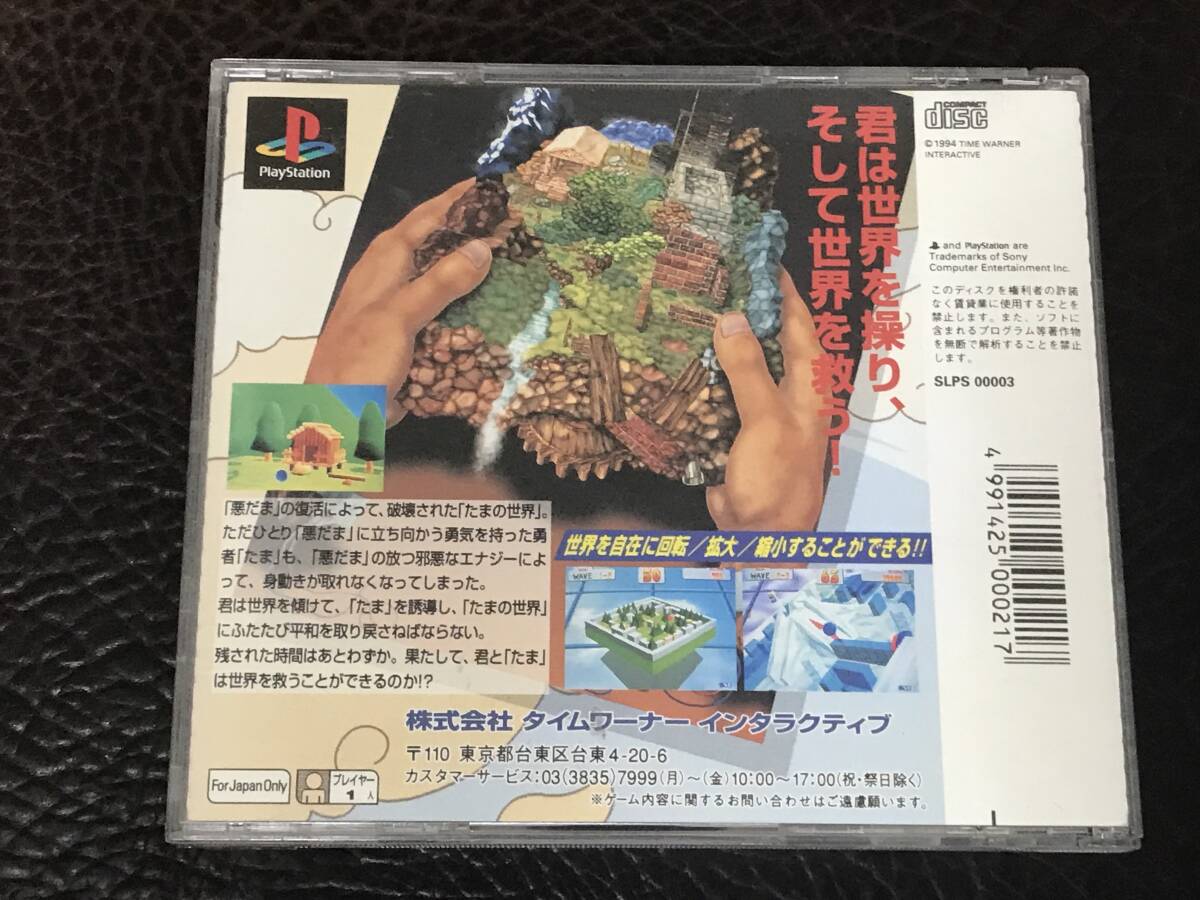 PlayStation
君は世界を操り、
そして世界を救う!
COMPACT
disc
©1994 TIME WARNER
INTERACTIVE
and PlayStation are
Trademarks of Sony
Computer Entertainment Inc.
このディスクを権利者の許諾
なく賃貸業に使用することを
禁止します。また、ソフトに
含まれるプログラム等著作物
を無断で解析することを禁止
します。
SLPS 00003
4 991425 000217
「悪だま」の復活によって、破壊された「たまの世界」。
ただひとり「悪だま」に立ち向かう勇気を持った勇
者「たま」も、「悪だま」の放つ邪悪なエナジーによ
って、身動きが取れなくなってしまった。
君は世界を傾けて、「たま」を誘導し、「たまの世界」
にふたたび平和を取り戻さねばならない。
残された時間はあとわずか。果たして、君と「たま」
は世界を救うことができるのか!?
世界を自在に回転/拡大/縮小することができる!!
WAVE
50
WAVE
株式会社 タイムワーナー インタラクティブ
〒110 東京都台東区台東4-20-6
カスタマーサービス:03(3835)7999(月)〜(金)10:00〜17:00(祝・祭日除く)
※ゲーム内容に関するお問い合わせはご遠慮願います。
For Japan Only
プレイヤー
1人